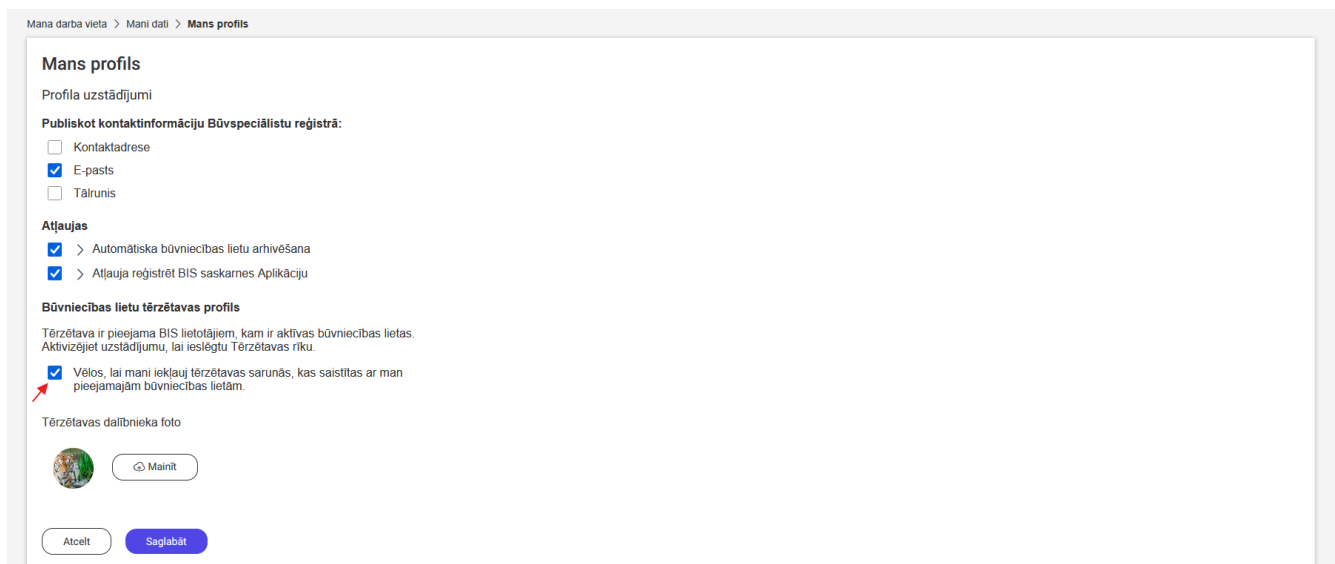 Mana darba vieta > Mani dati > Mans profils
Mans profils
Profila uzstādījumi
Publiskot kontaktinformāciju Būvspeciālistu reģistrā:
Kontaktadrese
E-pasts
Tālrunis
Atļaujas
> Automātiska būvniecības lietu arhivēšana
> Atļauja reģistrēt BIS saskarnes Aplikāciju
Būvniecības lietu tērzētavas profils
Tērzētava ir pieejama BIS lietotājiem, kam ir aktīvas būvniecības lietas.
Aktivizējiet uzstādījumu, lai ieslēgtu Tērzētavas rīku.
Vēlos, lai mani iekļauj tērzētavas sarunās, kas saistītas ar man
pieejamajām būvniecības lietām.
Tērzētavas dalībnieka foto
Mainīt
Atcelt Saglabāt